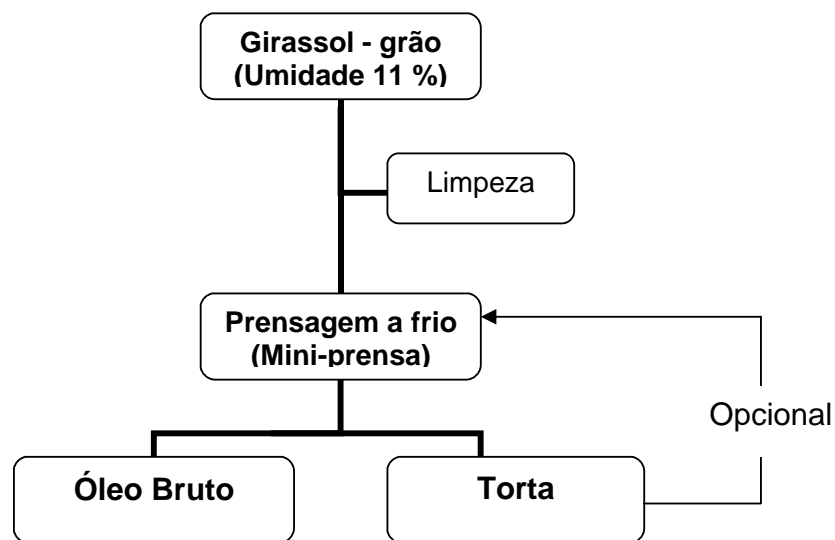 Girassol - grão
(Umidade 11 %)
Limpeza
Prensagem a frio
(Mini-prensa)
Opcional
Óleo Bruto
Torta